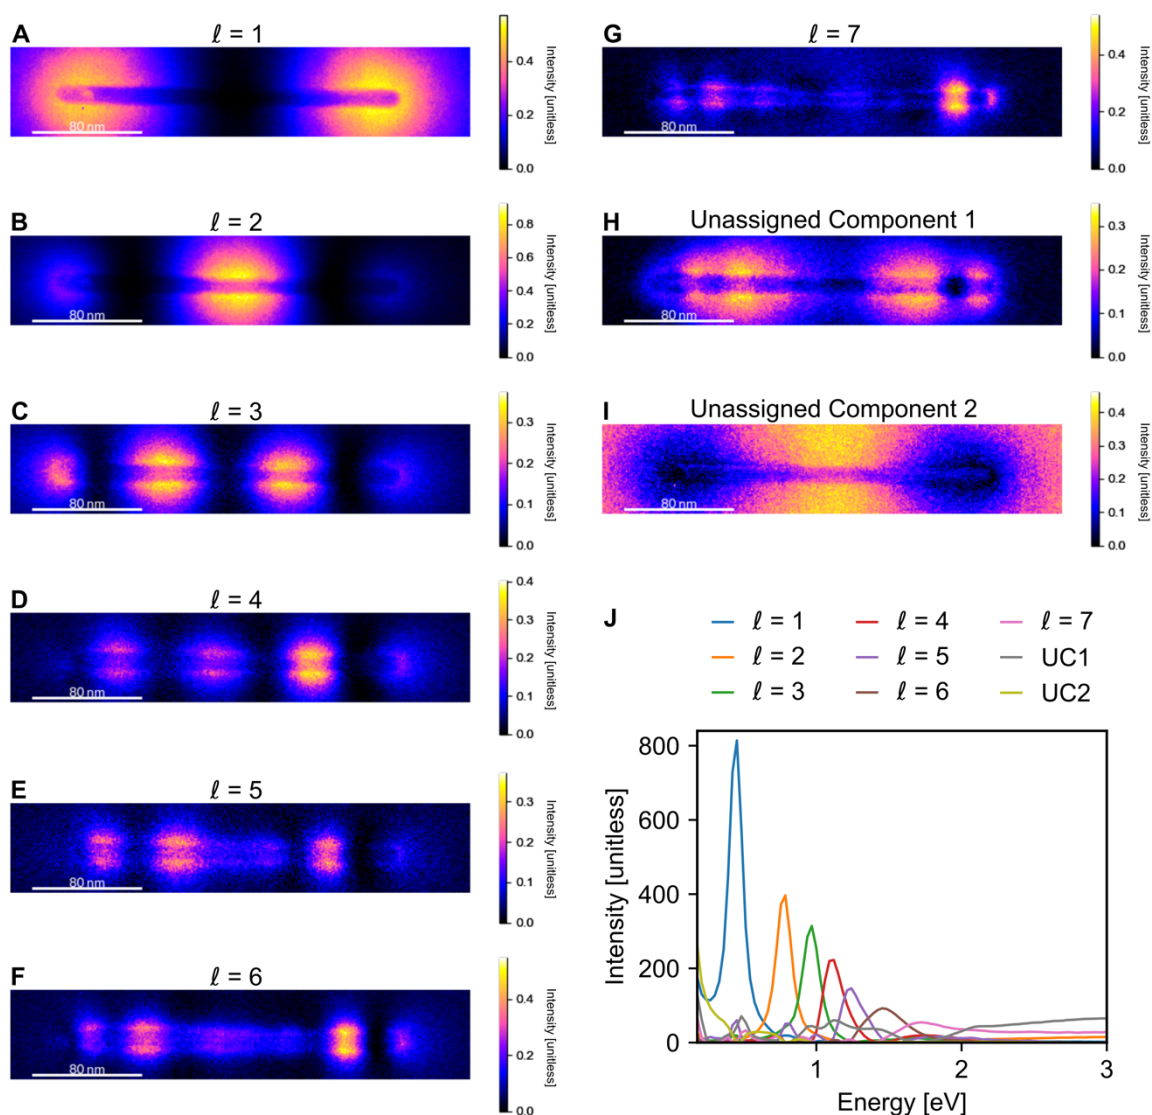 A
ℓ = 1
80 nm
0.4
0.2
0.0
Intensity [unitless]
B
ℓ = 2
80 nm
0.8
0.6
0.4
0.2
0.0
Intensity [unitless]
C
ℓ = 3
80 nm
0.3
0.2
0.1
0.0
Intensity [unitless]
D
ℓ = 4
80 nm
0.4
0.3
0.2
0.1
0.0
Intensity [unitless]
E
ℓ = 5
80 nm
0.3
0.2
0.1
0.0
Intensity [unitless]
F
ℓ = 6
80 nm
0.4
0.2
0.0
Intensity [unitless]
G
ℓ = 7
80 nm
0.4
0.2
0.0
Intensity [unitless]
H
Unassigned Component 1
80 nm
0.3
0.2
0.1
0.0
Intensity [unitless]
I
Unassigned Component 2
80 nm
0.4
0.3
0.2
0.1
0.0
Intensity [unitless]
J
ℓ = 1
ℓ = 4
ℓ = 7
ℓ = 2
ℓ = 5
UC1
ℓ = 3
ℓ = 6
UC2
800
600
400
200
0
Intensity [unitless]
1
2
3
Energy [eV]